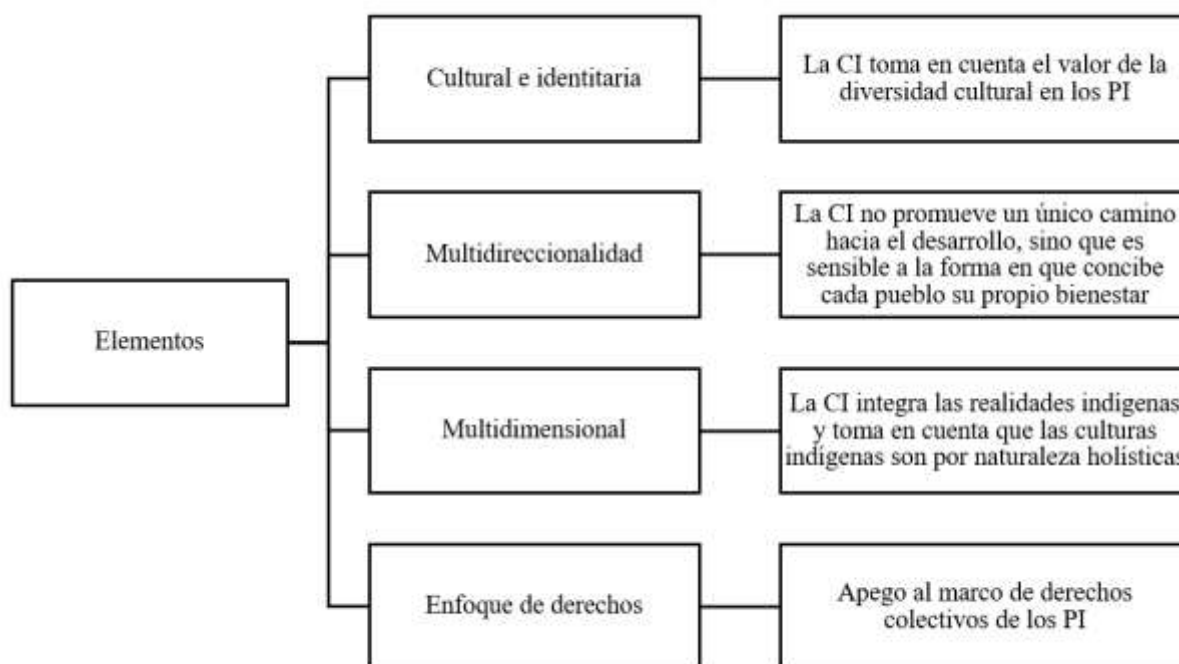 Elementos
Cultural e identitaria
La CI toma en cuenta el valor de la
diversidad cultural en los PI
Multidireccionalidad
La CI no promueve un único camino
hacia el desarrollo, sino que es
sensible a la forma en que concibe
cada pueblo su propio bienestar
Multidimensional
La CI integra las realidades indígenas
y toma en cuenta que las culturas
indígenas son por naturaleza holísticas
Enfoque de derechos
Apego al marco de derechos
colectivos de los PI